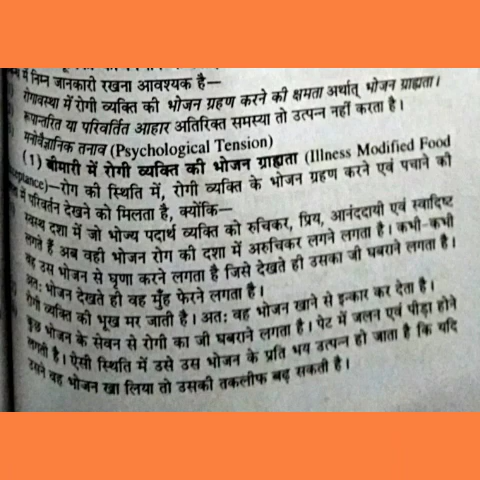 में निम्न जानकारी रखना आवश्यक है—
रोगावस्था में रोगी व्यक्ति की भोजन ग्रहण करने की क्षमता अर्थात् भोजन ग्राह्यता।
रूपान्तरित या परिवर्तित आहार अतिरिक्त समस्या तो उत्पन्न नहीं करता है।
मनोवैज्ञानिक तनाव (Psychological Tension)
(1) बीमारी में रोगी व्यक्ति की भोजन ग्राह्यता (Illness Modified Food
—रोग की स्थिति में, रोगी व्यक्ति के भोजन ग्रहण करने एवं पचाने की
में परिवर्तन देखने को मिलता है, क्योंकि—
स्वस्थ दशा में जो भोज्य पदार्थ व्यक्ति को रुचिकर, प्रिय, आनंददायी एवं स्वादिष्ट
लगते हैं अब वही भोजन रोग की दशा में अरुचिकर लगने लगता है। कभी-कभी
वह उस भोजन से घृणा करने लगता है जिसे देखते ही उसका जी घबराने लगता है।
अतः भोजन देखते ही वह मुँह फेरने लगता है।
रोगी व्यक्ति की भूख मर जाती है। अतः वह भोजन खाने से इन्कार कर देता है।
कुछ भोजन के सेवन से रोगी का जी घबराने लगता है। पेट में जलन एवं पीड़ा होने
लगती है। ऐसी स्थिति में उसे उस भोजन के प्रति भय उत्पन्न हो जाता है कि यदि
उसने वह भोजन खा लिया तो उसकी तकलीफ बढ़ सकती है।